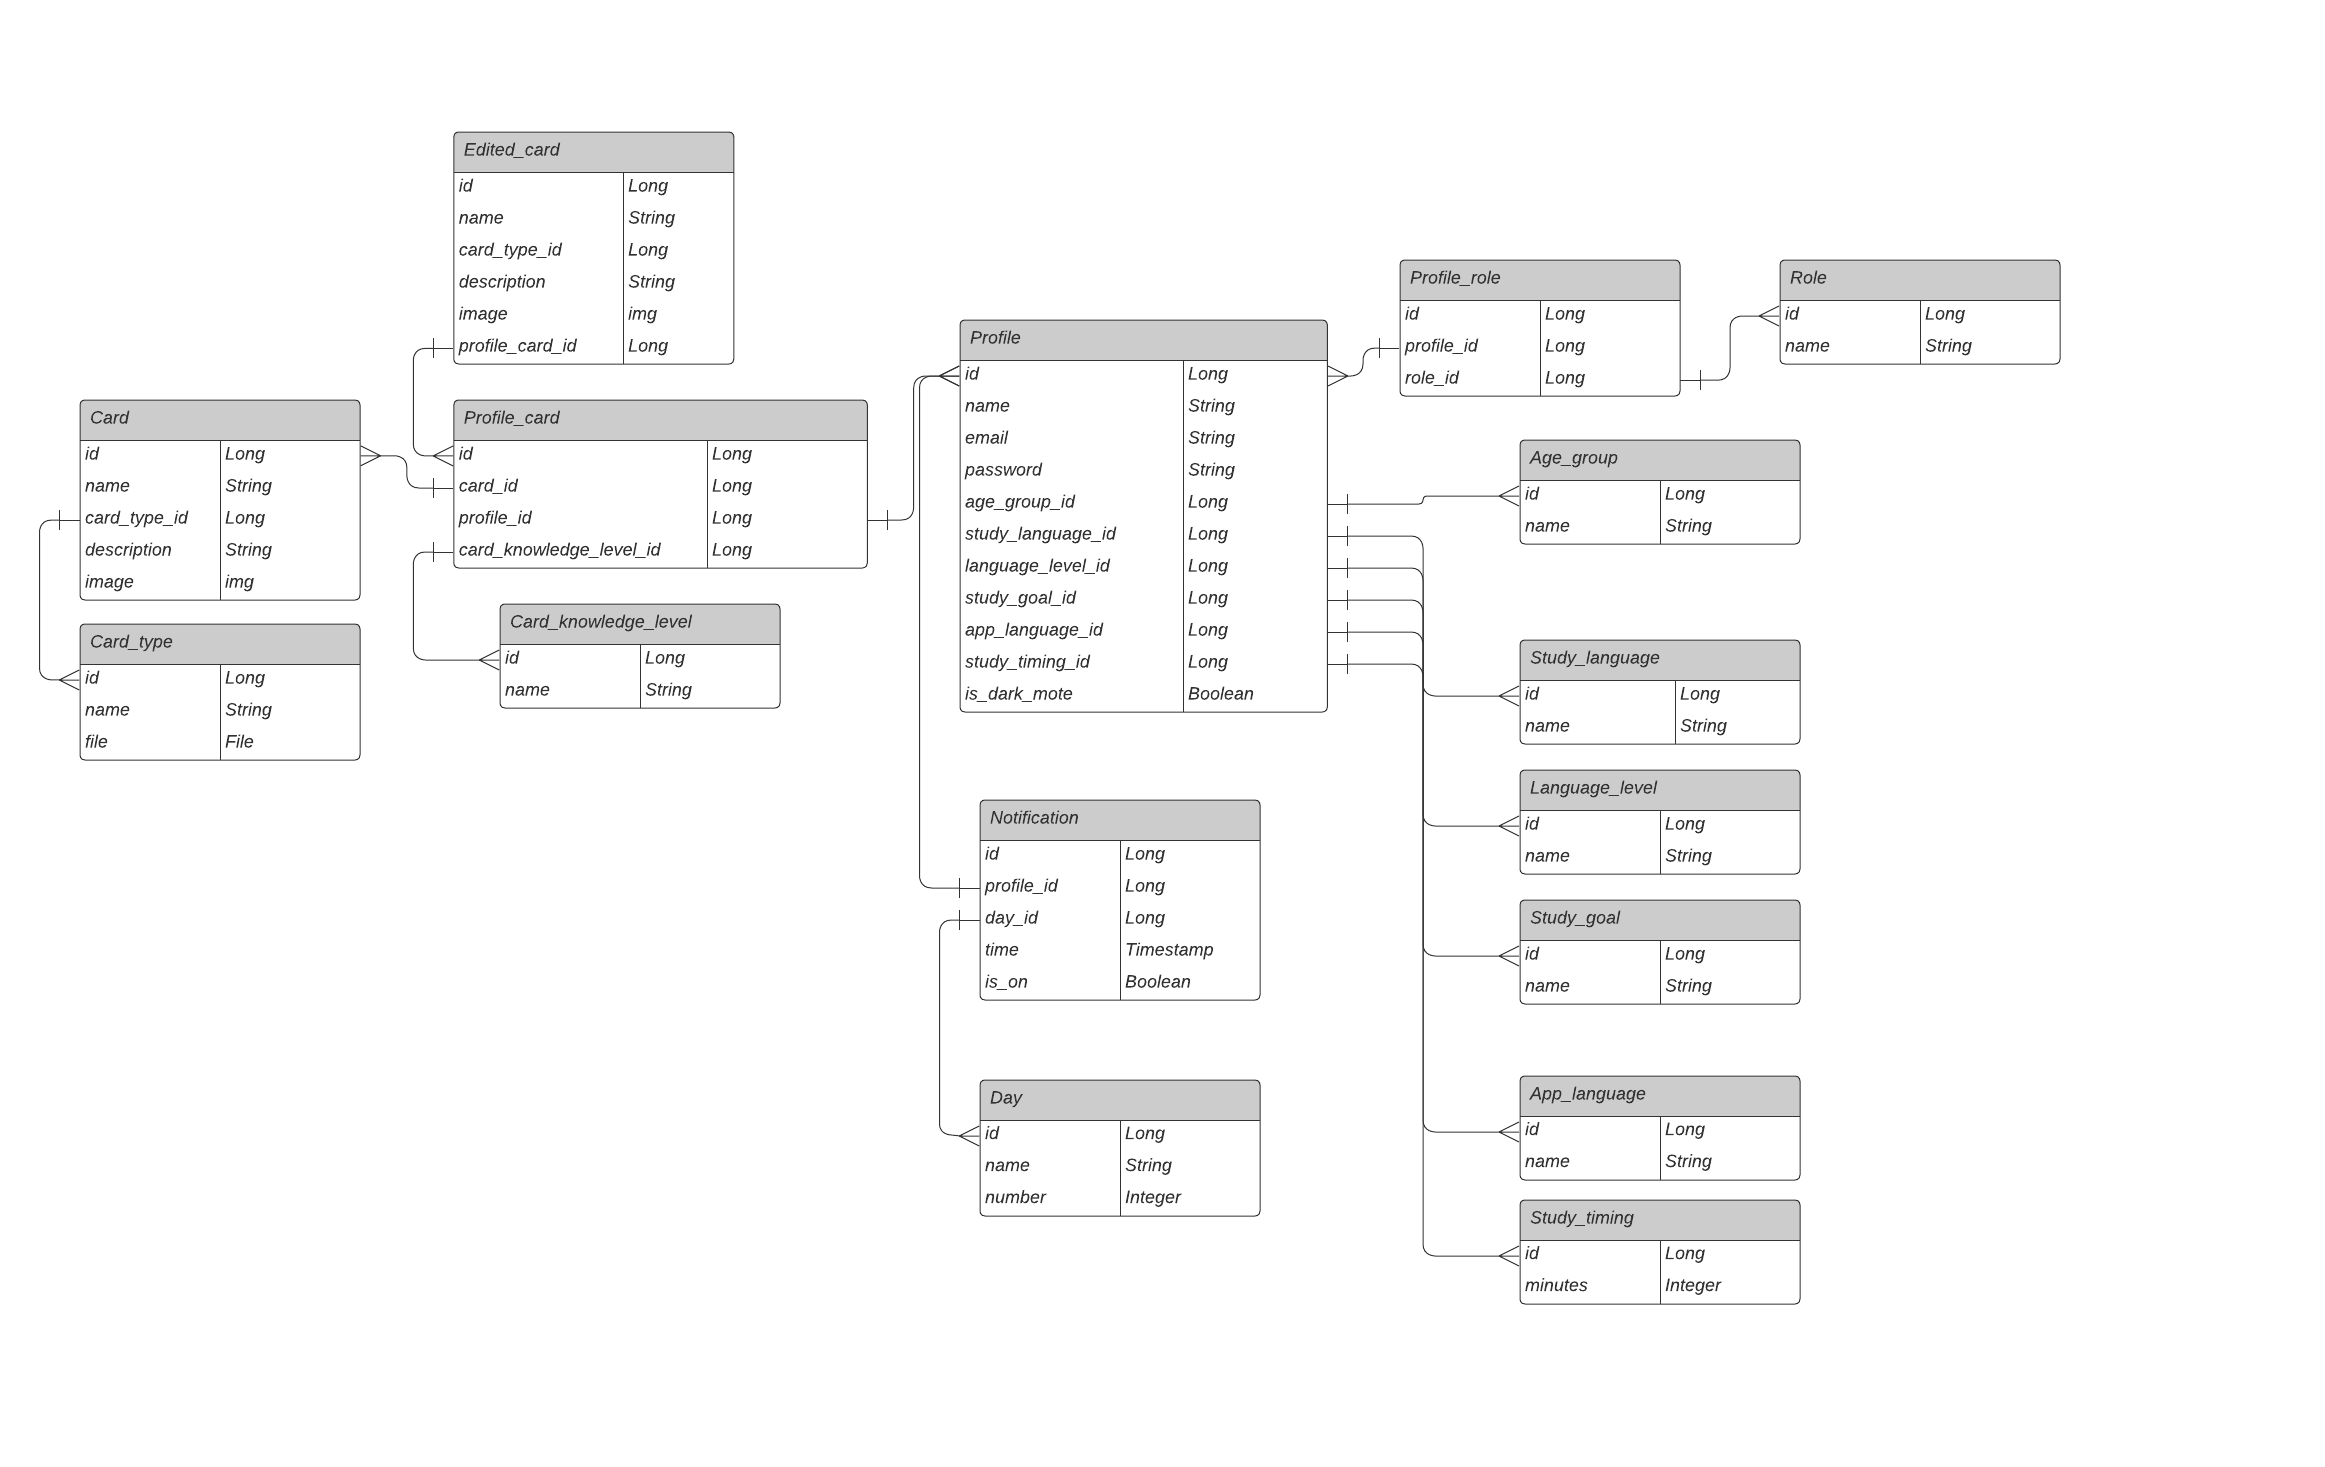 Edited_card
id Long
name String
card_type_id Long
description String
image img
profile_card_id Long
Card
id Long
name String
card_type_id Long
description String
image img
Card_type
id Long
name String
file File
Profile_card
id Long
card_id Long
profile_id Long
card_knowledge_level_id Long
Card_knowledge_level
id Long
name String
Profile
id Long
name String
email String
password String
age_group_id Long
study_language_id Long
language_level_id Long
study_goal_id Long
app_language_id Long
study_timing_id Long
is_dark_mote Boolean
Notification
id Long
profile_id Long
day_id Long
time Timestamp
is_on Boolean
Day
id Long
name String
number Integer
Profile_role
id Long
profile_id Long
role_id Long
Role
id Long
name String
Age_group
id Long
name String
Study_language
id Long
name String
Language_level
id Long
name String
Study_goal
id Long
name String
App_language
id Long
name String
Study_timing
id Long
minutes Integer